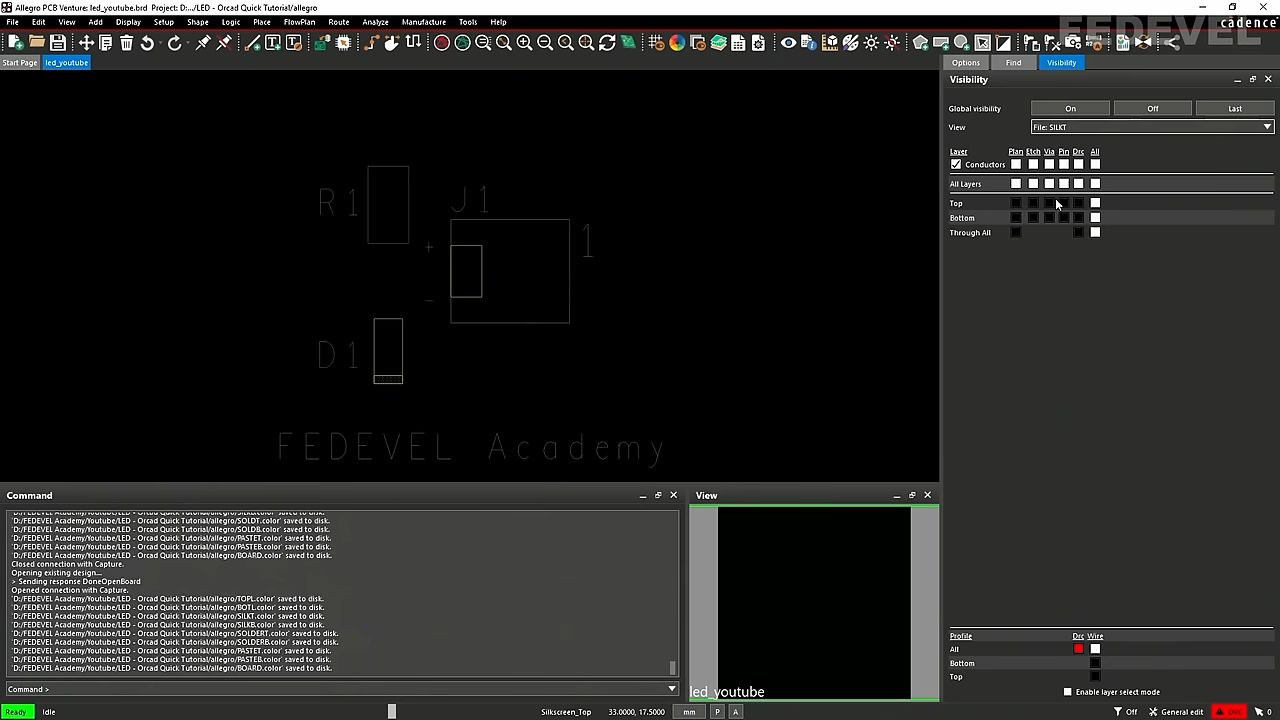 Allegro PCB Venture: led_youtube.brd Project: D:.../LED - Orcad Quick Tutorial/allegro
File Edit View Add Display Setup Shape Logic Place FlowPlan Route Analyze Manufacture Tools Help
cadence
FEDEVEL
Start Page led_youtube
Options Find Visibility
Visibility
Global visibility On Off Last
View File: SILKT
Layer Plan Etch Via Pin Drc All
Conductors
All Layers
Top
Bottom
Through All
R1 J1
+ 1
-
D1
FEDEVEL Academy
Command
'D:/FEDEVEL Academy/Youtube/LED - Orcad Quick Tutorial/allegro/SOLDT.color' saved to disk.
'D:/FEDEVEL Academy/Youtube/LED - Orcad Quick Tutorial/allegro/SOLDB.color' saved to disk.
'D:/FEDEVEL Academy/Youtube/LED - Orcad Quick Tutorial/allegro/PASTET.color' saved to disk.
'D:/FEDEVEL Academy/Youtube/LED - Orcad Quick Tutorial/allegro/PASTEB.color' saved to disk.
'D:/FEDEVEL Academy/Youtube/LED - Orcad Quick Tutorial/allegro/BOARD.color' saved to disk.
Closed connection with Capture.
Opening existing design...
> Sending response DoneOpenBoard
Opened connection with Capture.
'D:/FEDEVEL Academy/Youtube/LED - Orcad Quick Tutorial/allegro/TOPL.color' saved to disk.
'D:/FEDEVEL Academy/Youtube/LED - Orcad Quick Tutorial/allegro/BOTL.color' saved to disk.
'D:/FEDEVEL Academy/Youtube/LED - Orcad Quick Tutorial/allegro/SILKT.color' saved to disk.
'D:/FEDEVEL Academy/Youtube/LED - Orcad Quick Tutorial/allegro/SILKB.color' saved to disk.
'D:/FEDEVEL Academy/Youtube/LED - Orcad Quick Tutorial/allegro/SOLDERT.color' saved to disk.
'D:/FEDEVEL Academy/Youtube/LED - Orcad Quick Tutorial/allegro/SOLDERB.color' saved to disk.
'D:/FEDEVEL Academy/Youtube/LED - Orcad Quick Tutorial/allegro/PASTET.color' saved to disk.
'D:/FEDEVEL Academy/Youtube/LED - Orcad Quick Tutorial/allegro/PASTEB.color' saved to disk.
'D:/FEDEVEL Academy/Youtube/LED - Orcad Quick Tutorial/allegro/BOARD.color' saved to disk.
Command >
View
led_youtube
Profile Drc Wire
All
Bottom
Top
Enable layer select mode
Ready Idle Silkscreen_Top 33.0000, 17.5000 mm P A Off General edit DRC 0